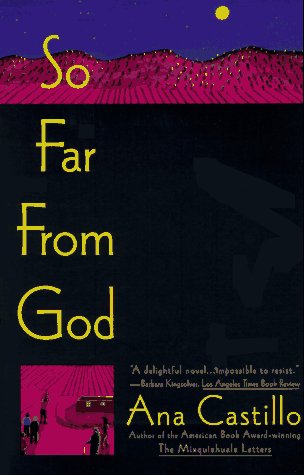 So
Far
From
God
"A delightful novel...impossible to resist."
—Barbara Kingsolver, Los Angeles Times Book Review
Ana Castillo
Author of the American Book Award-winning
The Mixquiahuala Letters